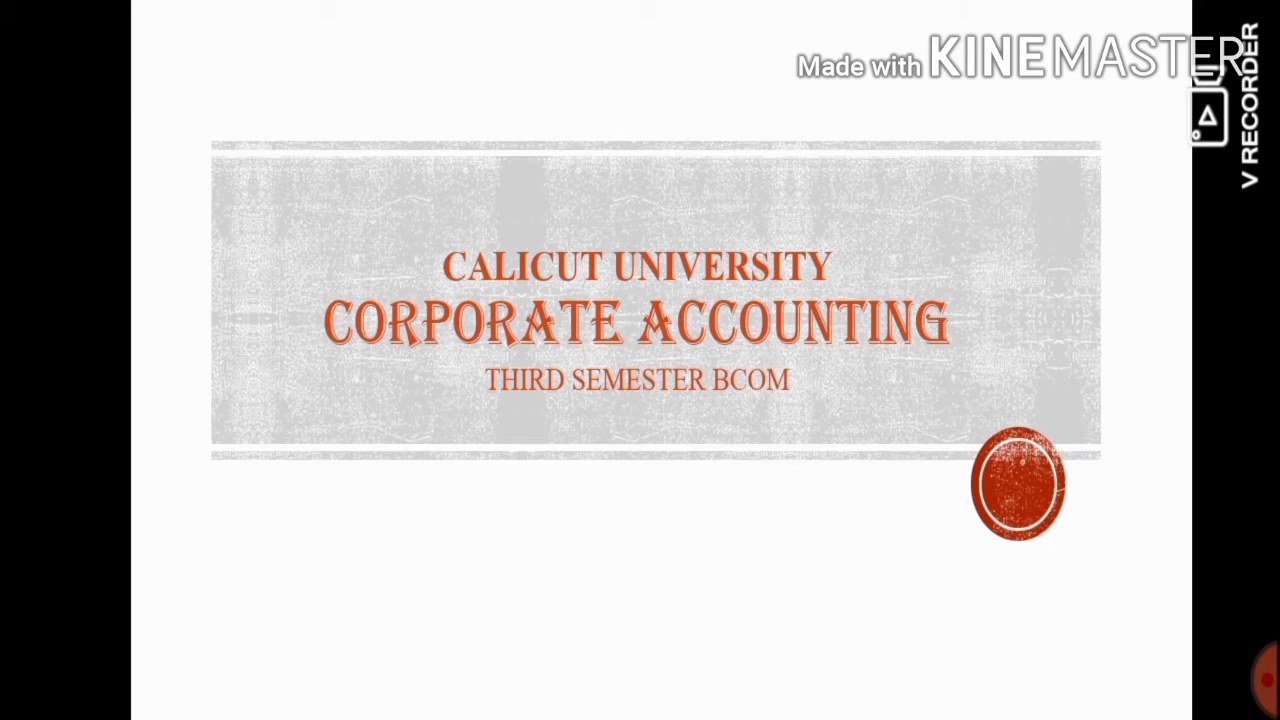 Made with KINEMASTER
V RECORDER
CALICUT UNIVERSITY
CORPORATE ACCOUNTING
THIRD SEMESTER BCOM